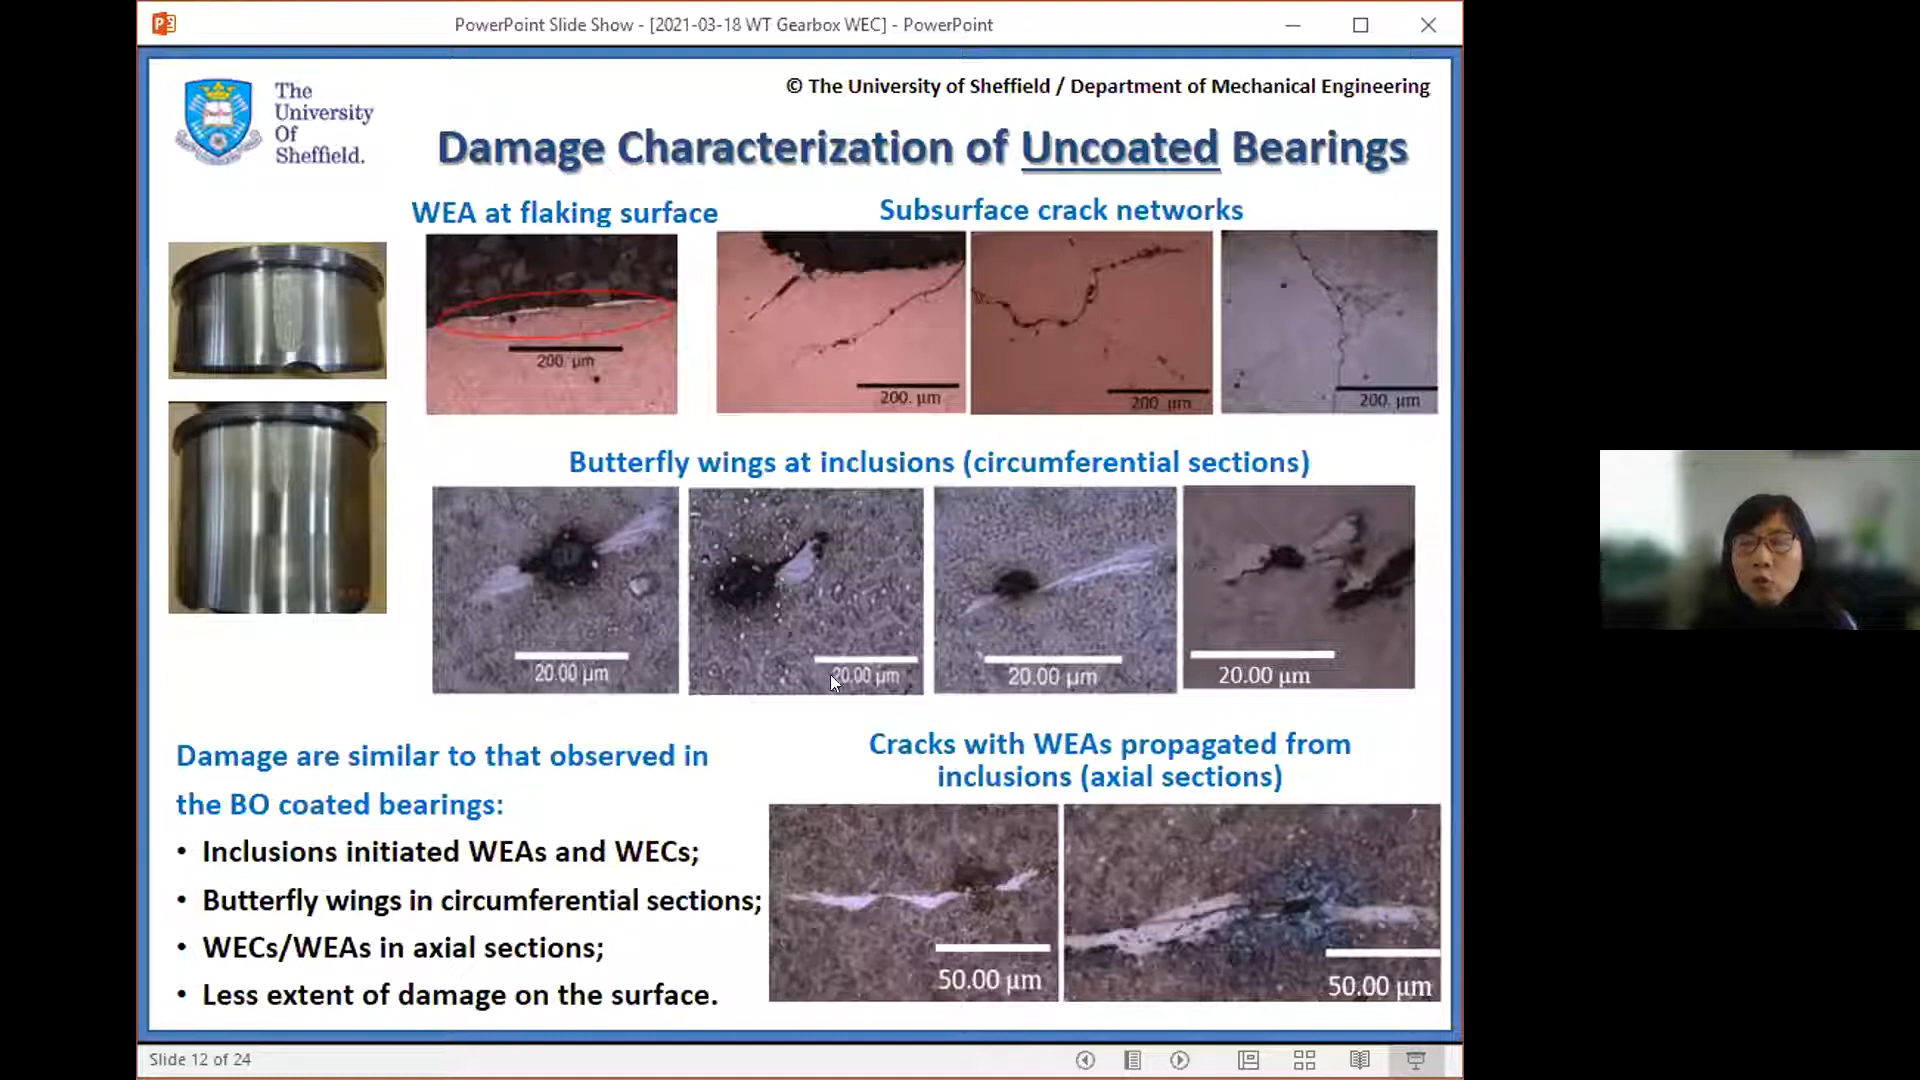 PowerPoint Slide Show - [2021-03-18 WT Gearbox WEC] - PowerPoint
The
University
Of
Sheffield.
© The University of Sheffield / Department of Mechanical Engineering
Damage Characterization of Uncoated Bearings
WEA at flaking surface
Subsurface crack networks
200. µm
200. µm
200 µm
200. µm
Butterfly wings at inclusions (circumferential sections)
20.00 µm
20.00 µm
20.00 µm
20.00 µm
Damage are similar to that observed in
the BO coated bearings:
• Inclusions initiated WEAs and WECs;
• Butterfly wings in circumferential sections;
• WECs/WEAs in axial sections;
• Less extent of damage on the surface.
Cracks with WEAs propagated from
inclusions (axial sections)
50.00 µm
50.00 µm
Slide 12 of 24